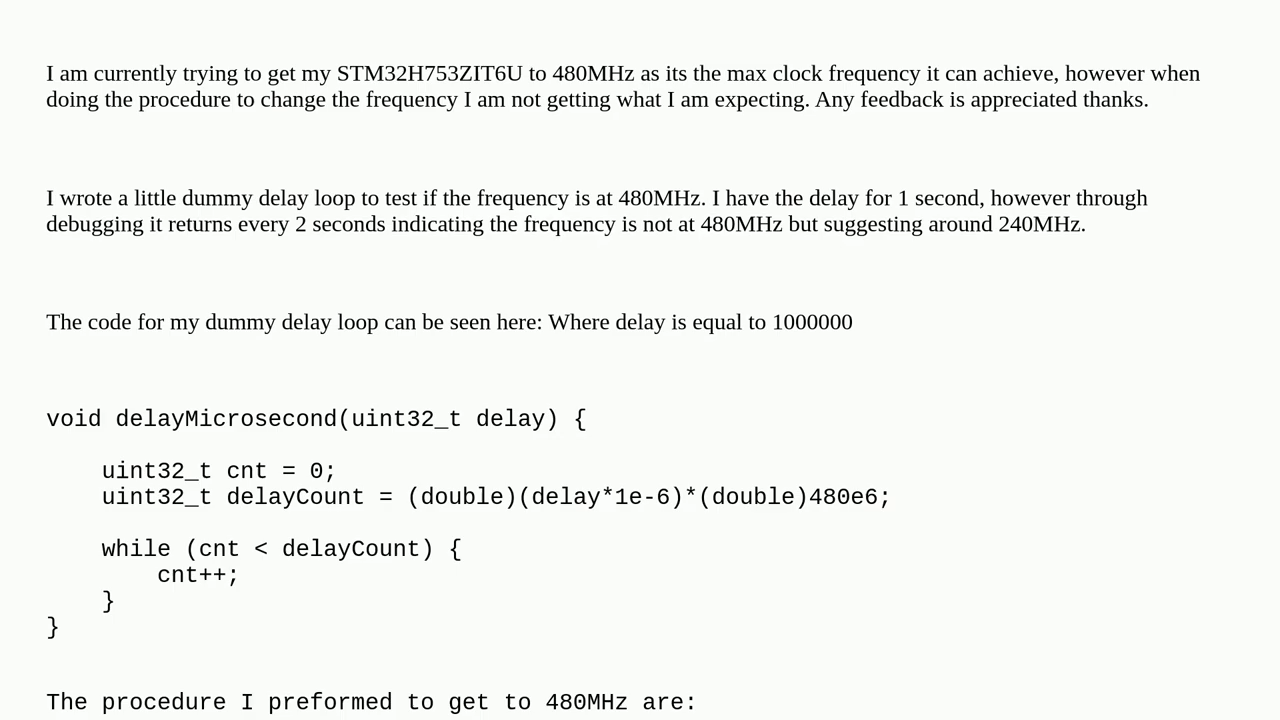 I am currently trying to get my STM32H753ZIT6U to 480MHz as its the max clock frequency it can achieve, however when
doing the procedure to change the frequency I am not getting what I am expecting. Any feedback is appreciated thanks.
I wrote a little dummy delay loop to test if the frequency is at 480MHz. I have the delay for 1 second, however through
debugging it returns every 2 seconds indicating the frequency is not at 480MHz but suggesting around 240MHz.
The code for my dummy delay loop can be seen here: Where delay is equal to 1000000
void delayMicrosecond(uint32_t delay) {
    uint32_t cnt = 0;
    uint32_t delayCount = (double)(delay*1e-6)*(double)480e6;
    while (cnt < delayCount) {
        cnt++;
    }
}
The procedure I preformed to get to 480MHz are: